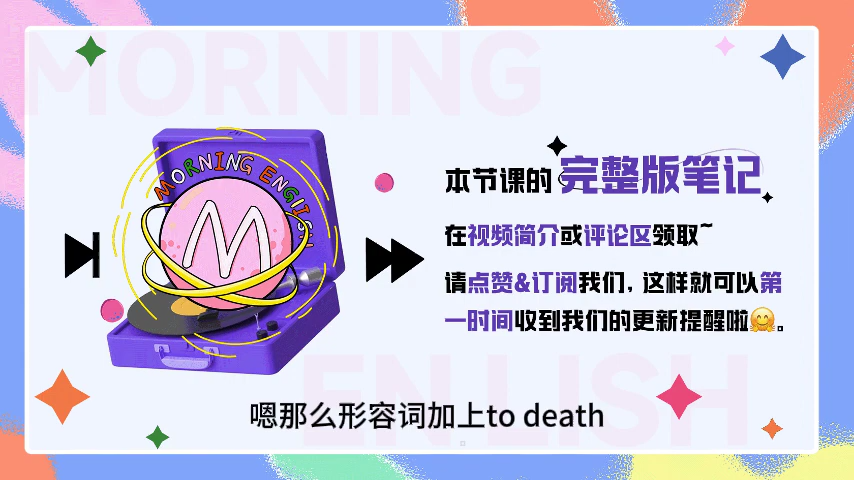 MORNING
MORNING ENGLISH
M
本节课的 完整版笔记
在视频简介或评论区领取~
请点赞&订阅我们, 这样就可以第
一时间收到我们的更新提醒啦🤗。
EN LISH
嗯那么形容词加上to death